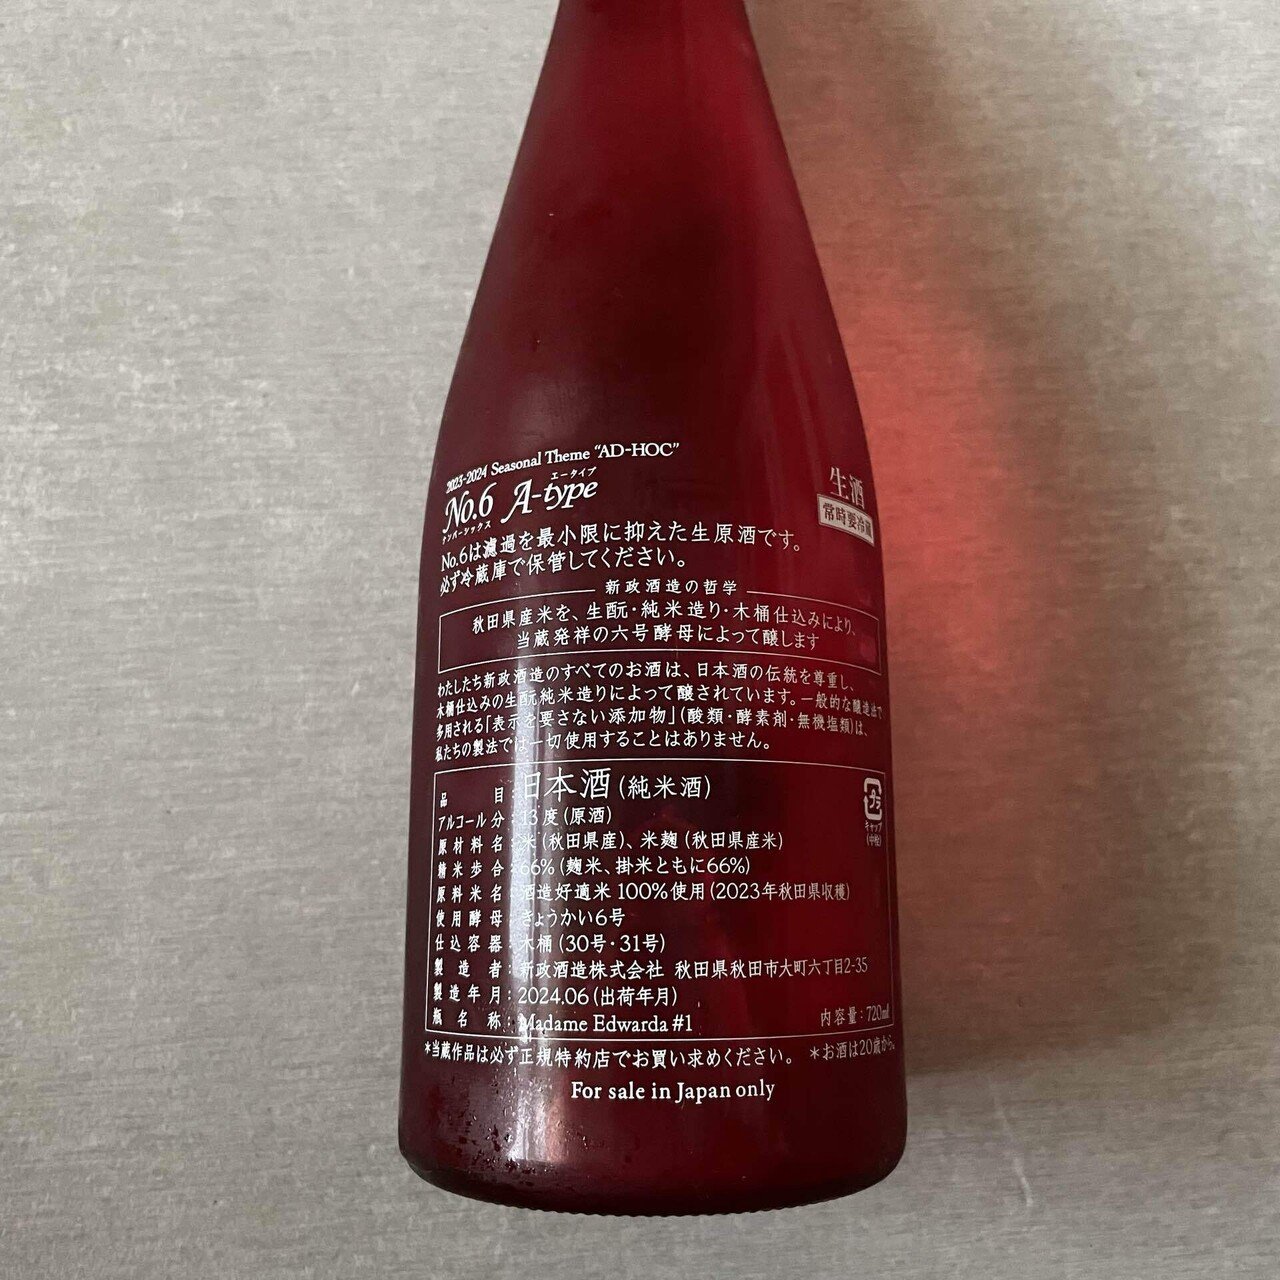 2023-2024 Seasonal Theme “AD-HOC”
エータイプ
No.6 A-type
ナンバーシックス
生酒
常時要冷蔵
No.6は濾過を最小限に抑えた生原酒です。
必ず冷蔵庫で保管してください。
新政酒造の哲学
秋田県産米を、生酛・純米造り・木桶仕込みにより、
当蔵発祥の六号酵母によって醸します
わたしたち新政酒造のすべてのお酒は、日本酒の伝統を尊重し、
木桶仕込みの生酛純米造りによって醸されています。一般的な醸造法で
多用される「表示を要さない添加物」(酸類・酵素剤・無機塩類)は、
私たちの製法では一切使用することはありません。
品目:日本酒(純米酒)
アルコール分:13度(原酒)
原材料名:米(秋田県産)、米麹(秋田県産米)
精米歩合:66%(麹米、掛米ともに66%)
原料米名:酒造好適米 100%使用(2023年秋田県収穫)
使用酵母:きょうかい6号
仕込容器:木桶(30号・31号)
製造者:新政酒造株式会社 秋田県秋田市大町六丁目2-35
製造年月:2024.06(出荷年月)
瓶名称:Madame Edwarda #1
内容量:720ml
プラ
キャップ
(中栓)
*当蔵作品は必ず正規特約店でお買い求めください。 *お酒は20歳から。
For sale in Japan only